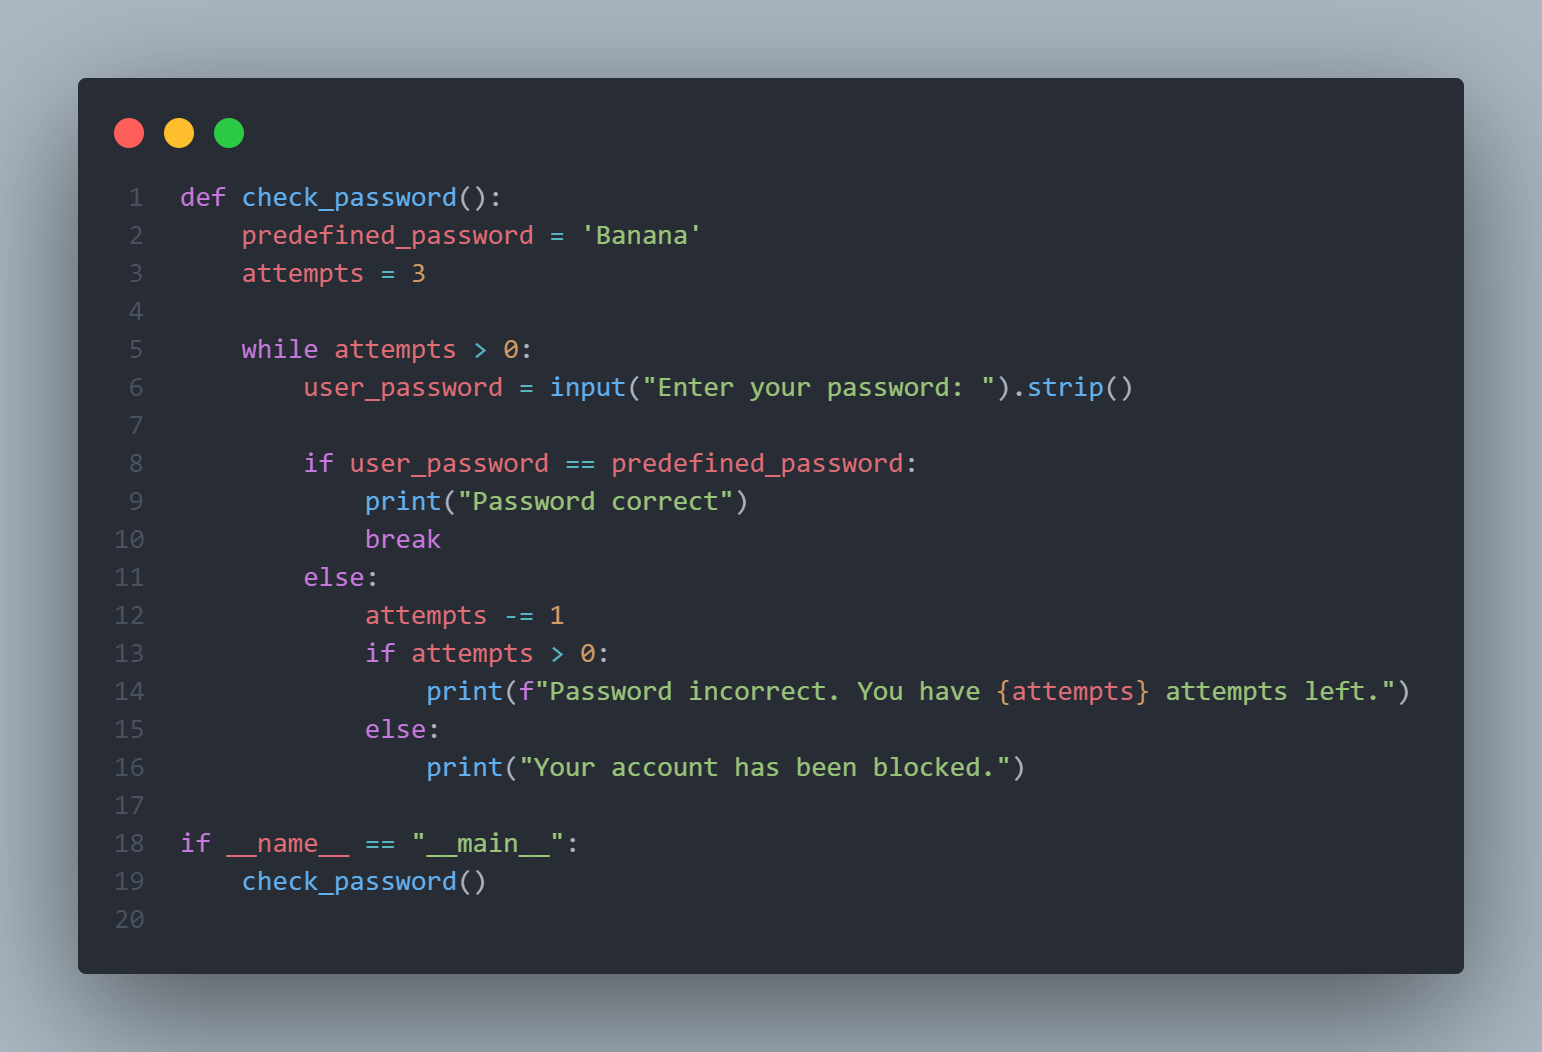 1 def check_password():
2     predefined_password = 'Banana'
3     attempts = 3
4
5     while attempts > 0:
6         user_password = input("Enter your password: ").strip()
7
8         if user_password == predefined_password:
9             print("Password correct")
10             break
11         else:
12             attempts -= 1
13             if attempts > 0:
14                 print(f"Password incorrect. You have {attempts} attempts left.")
15             else:
16                 print("Your account has been blocked.")
17
18 if __name__ == "__main__":
19     check_password()
20